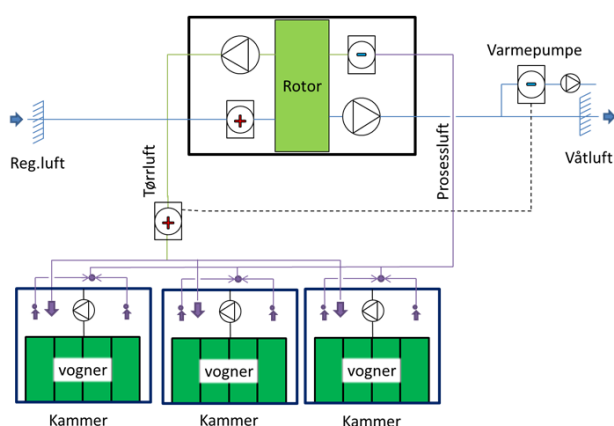 Varmepumpe
Rotor
Reg.luft
Tørrluft
Prosessluft
Våtluft
vogner
vogner
vogner
Kammer
Kammer
Kammer